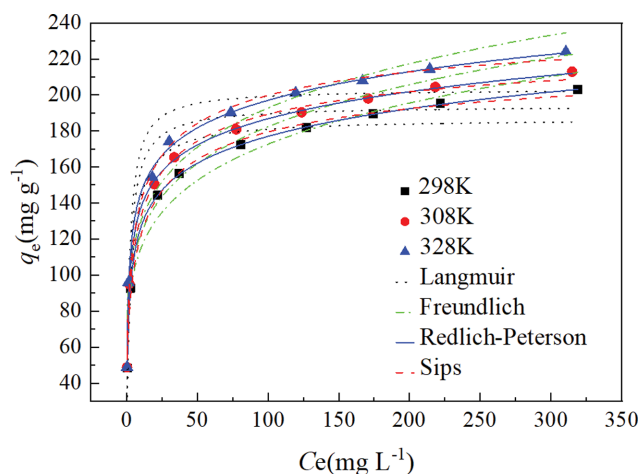 240
220
200
180
160
140
120
100
80
60
40
qe(mg g-1)
298K
308K
328K
Langmuir
Freundlich
Redlich-Peterson
Sips
0 50 100 150 200 250 300 350
Ce(mg L-1)